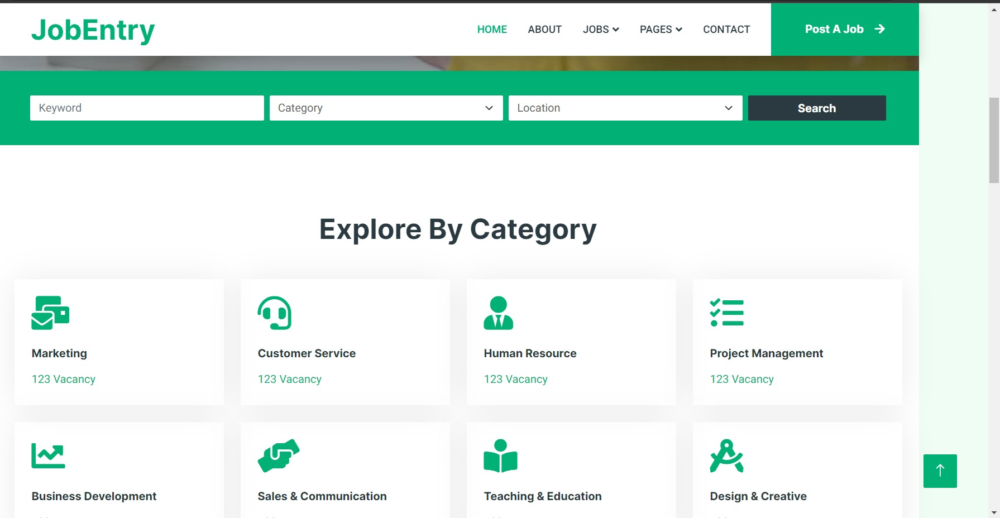 JobEntry
HOME ABOUT JOBS PAGES CONTACT Post A Job
Keyword Category Location Search
Explore By Category
Marketing Customer Service Human Resource Project Management
123 Vacancy 123 Vacancy 123 Vacancy 123 Vacancy
Business Development Sales & Communication Teaching & Education Design & Creative